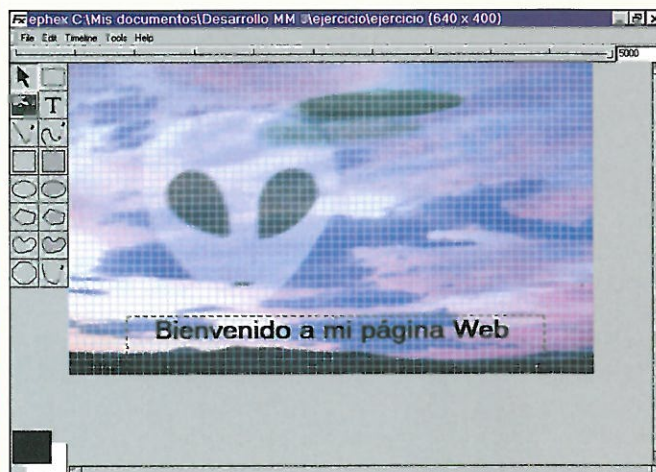 Fx ephex C:\Mis documentos\Desarrollo MM \ejercicio\ejercicio (640 x 400)
File Edit Timeline Tools Help
5000
T
Bienvenido a mi página Web